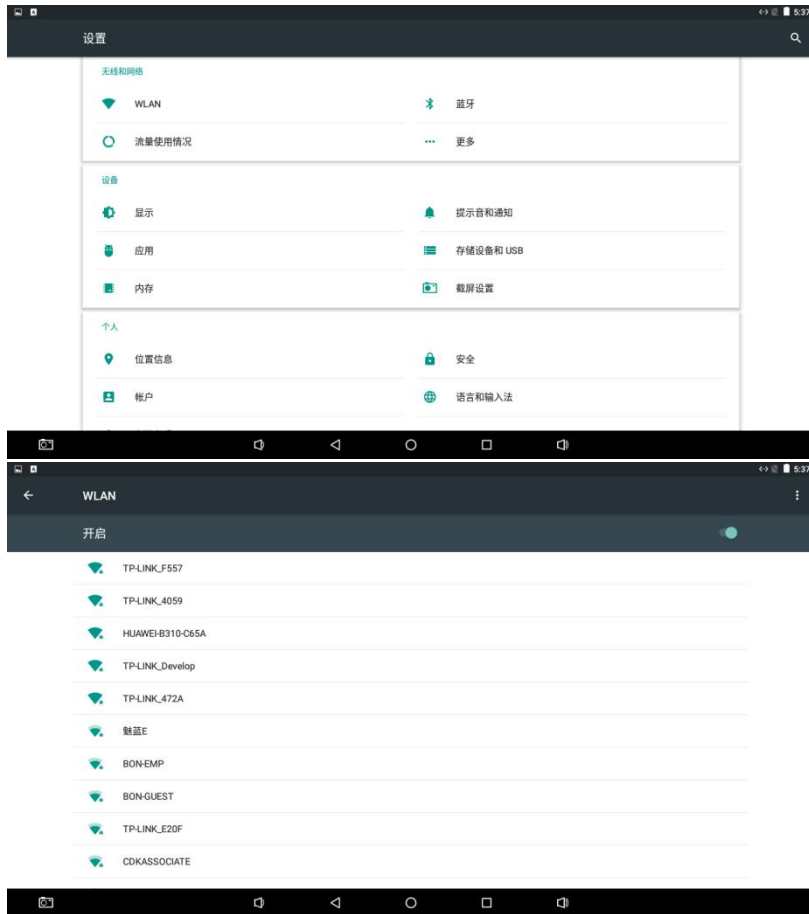 5:37
设置
无线和网络
WLAN 蓝牙
流量使用情况 更多
设备
显示 提示音和通知
应用 存储设备和 USB
内存 截屏设置
个人
位置信息 安全
帐户 语言和输入法
5:37
WLAN
开启
TP-LINK_F557
TP-LINK_4059
HUAWEI-B310-C65A
TP-LINK_Develop
TP-LINK_472A
魅蓝E
BON-EMP
BON-GUEST
TP-LINK_E20F
CDKASSOCIATE